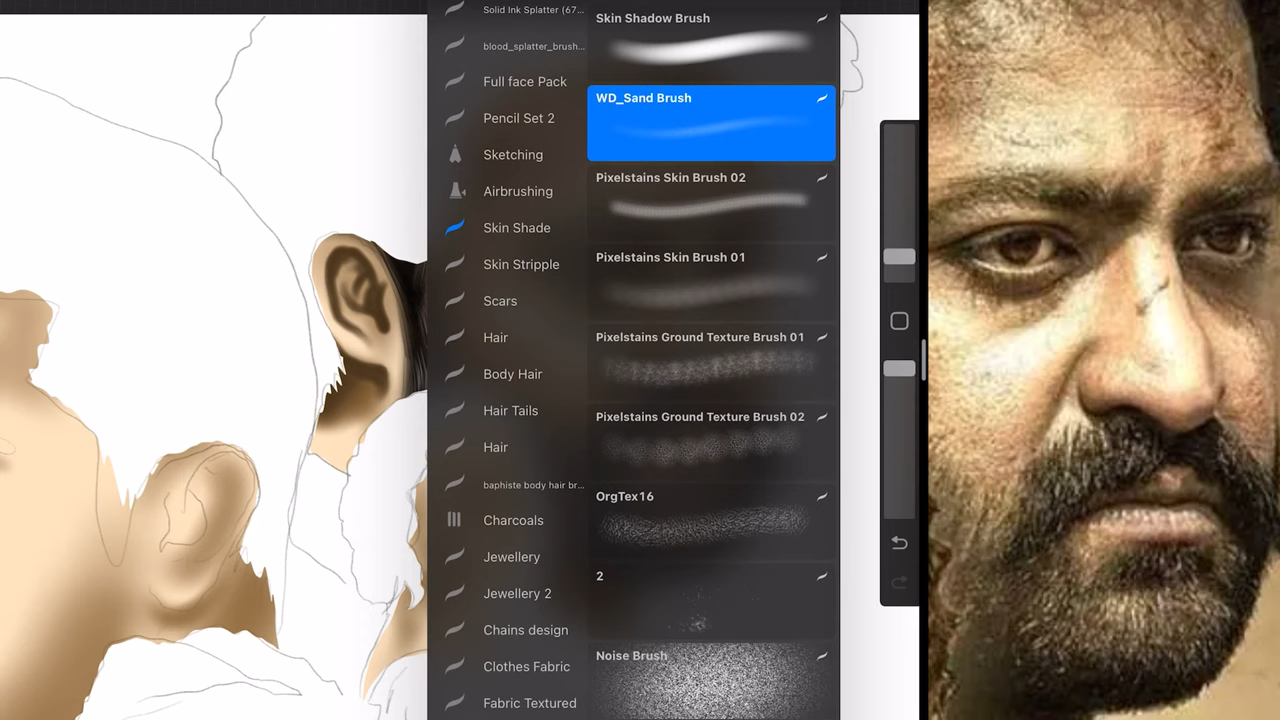 Solid Ink Splatter (67...
blood_splatter_brush...
Full face Pack
Pencil Set 2
Sketching
Airbrushing
Skin Shade
Skin Stripple
Scars
Hair
Body Hair
Hair Tails
Hair
baphiste body hair br...
Charcoals
Jewellery
Jewellery 2
Chains design
Clothes Fabric
Fabric Textured
Skin Shadow Brush
WD_Sand Brush
Pixelstains Skin Brush 02
Pixelstains Skin Brush 01
Pixelstains Ground Texture Brush 01
Pixelstains Ground Texture Brush 02
OrgTex16
2
Noise Brush